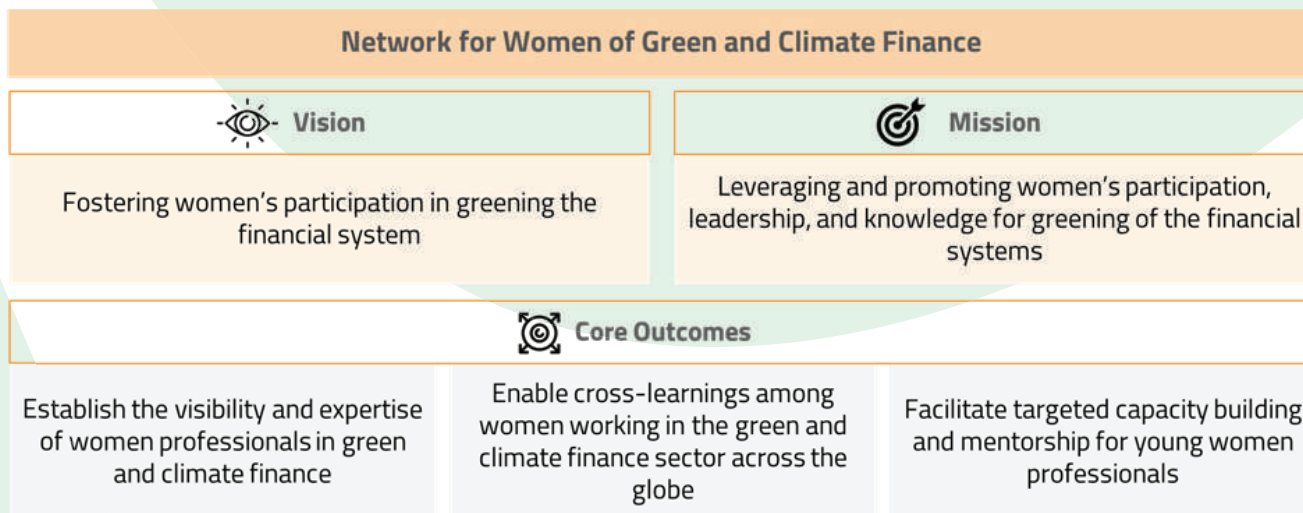 Network for Women of Green and Climate Finance
Vision
Mission
Fostering women’s participation in greening the
financial system
Leveraging and promoting women’s participation,
leadership, and knowledge for greening of the financial
systems
Core Outcomes
Establish the visibility and expertise
of women professionals in green
and climate finance
Enable cross-learnings among
women working in the green and
climate finance sector across the
globe
Facilitate targeted capacity building
and mentorship for young women
professionals